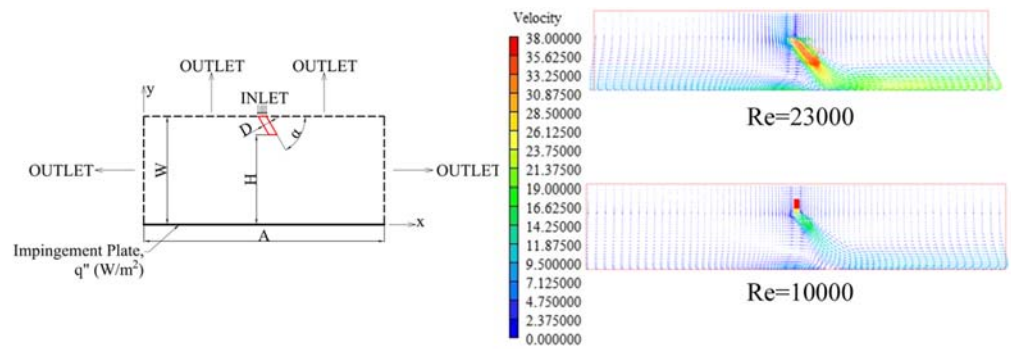 OUTLET OUTLET
y
INLET
D
α
OUTLET
W
H
OUTLET
x
A
Impingement Plate,
q" (W/m²)
Velocity
38.00000
35.62500
33.25000
30.87500
28.50000
26.12500
23.75000
21.37500
19.00000
16.62500
14.25000
11.87500
9.500000
7.125000
4.750000
2.375000
0.000000
Re=23000
Re=10000